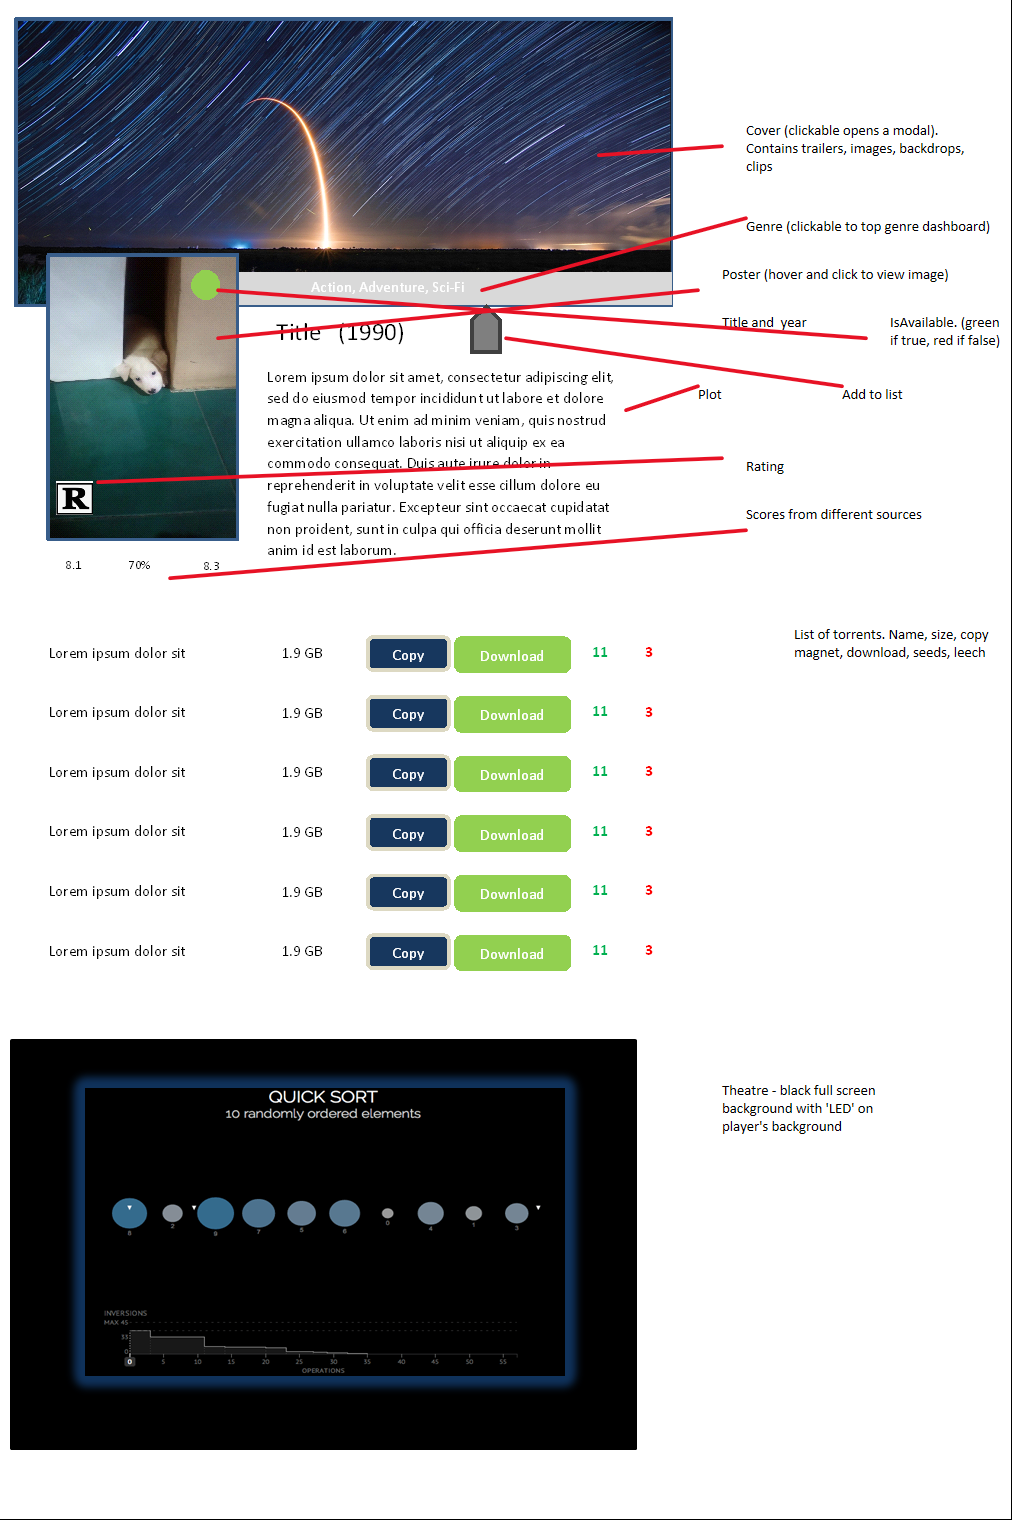 Cover (clickable opens a modal).
Contains trailers, images, backdrops,
clips
Genre (clickable to top genre dashboard)
Action, Adventure, Sci-Fi
Poster (hover and click to view image)
Title (1990)
Title and year
IsAvailable. (green
if true, red if false)
Lorem ipsum dolor sit amet, consectetur adipiscing elit,
sed do eiusmod tempor incididunt ut labore et dolore
magna aliqua. Ut enim ad minim veniam, quis nostrud
exercitation ullamco laboris nisi ut aliquip ex ea
commodo consequat. Duis aute irure dolor in
reprehenderit in voluptate velit esse cillum dolore eu
fugiat nulla pariatur. Excepteur sint occaecat cupidatat
non proident, sunt in culpa qui officia deserunt mollit
anim id est laborum.
Plot
Add to list
Rating
R
Scores from different sources
8.1 70% 8.3
List of torrents. Name, size, copy
magnet, download, seeds, leech
Lorem ipsum dolor sit 1.9 GB Copy Download 11 3
Lorem ipsum dolor sit 1.9 GB Copy Download 11 3
Lorem ipsum dolor sit 1.9 GB Copy Download 11 3
Lorem ipsum dolor sit 1.9 GB Copy Download 11 3
Lorem ipsum dolor sit 1.9 GB Copy Download 11 3
Lorem ipsum dolor sit 1.9 GB Copy Download 11 3
Theatre - black full screen
background with 'LED' on
player's background
QUICK SORT
10 randomly ordered elements
8 2 9 7 5 6 0 4 1 3
INVERSIONS
MAX 45
33
0
0 5 10 15 20 25 30 35 40 45 50 55
OPERATIONS